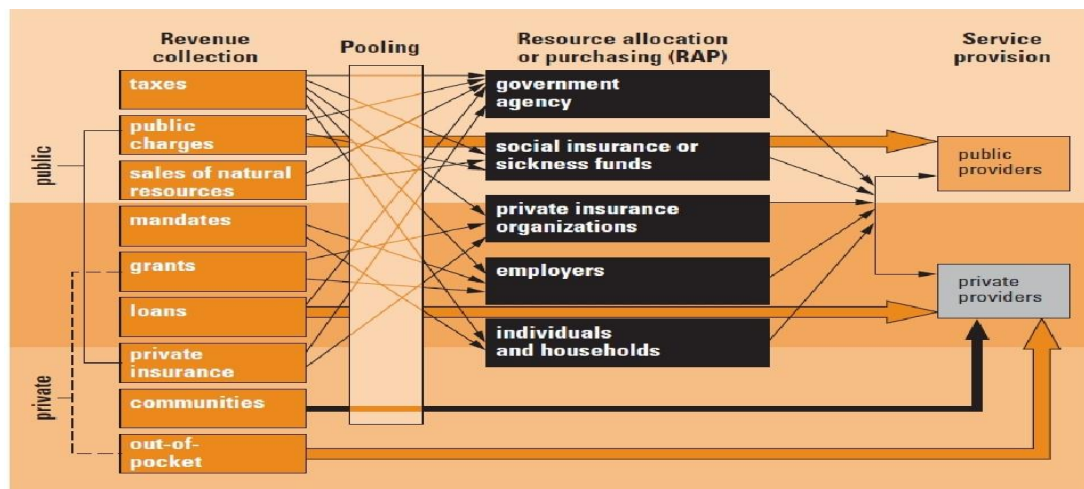 Revenue
collection
Pooling
Resource allocation
or purchasing (RAP)
Service
provision
public
private
taxes
public
charges
sales of natural
resources
mandates
grants
loans
private
insurance
communities
out-of-
pocket
government
agency
social insurance or
sickness funds
private insurance
organizations
employers
individuals
and households
public
providers
private
providers